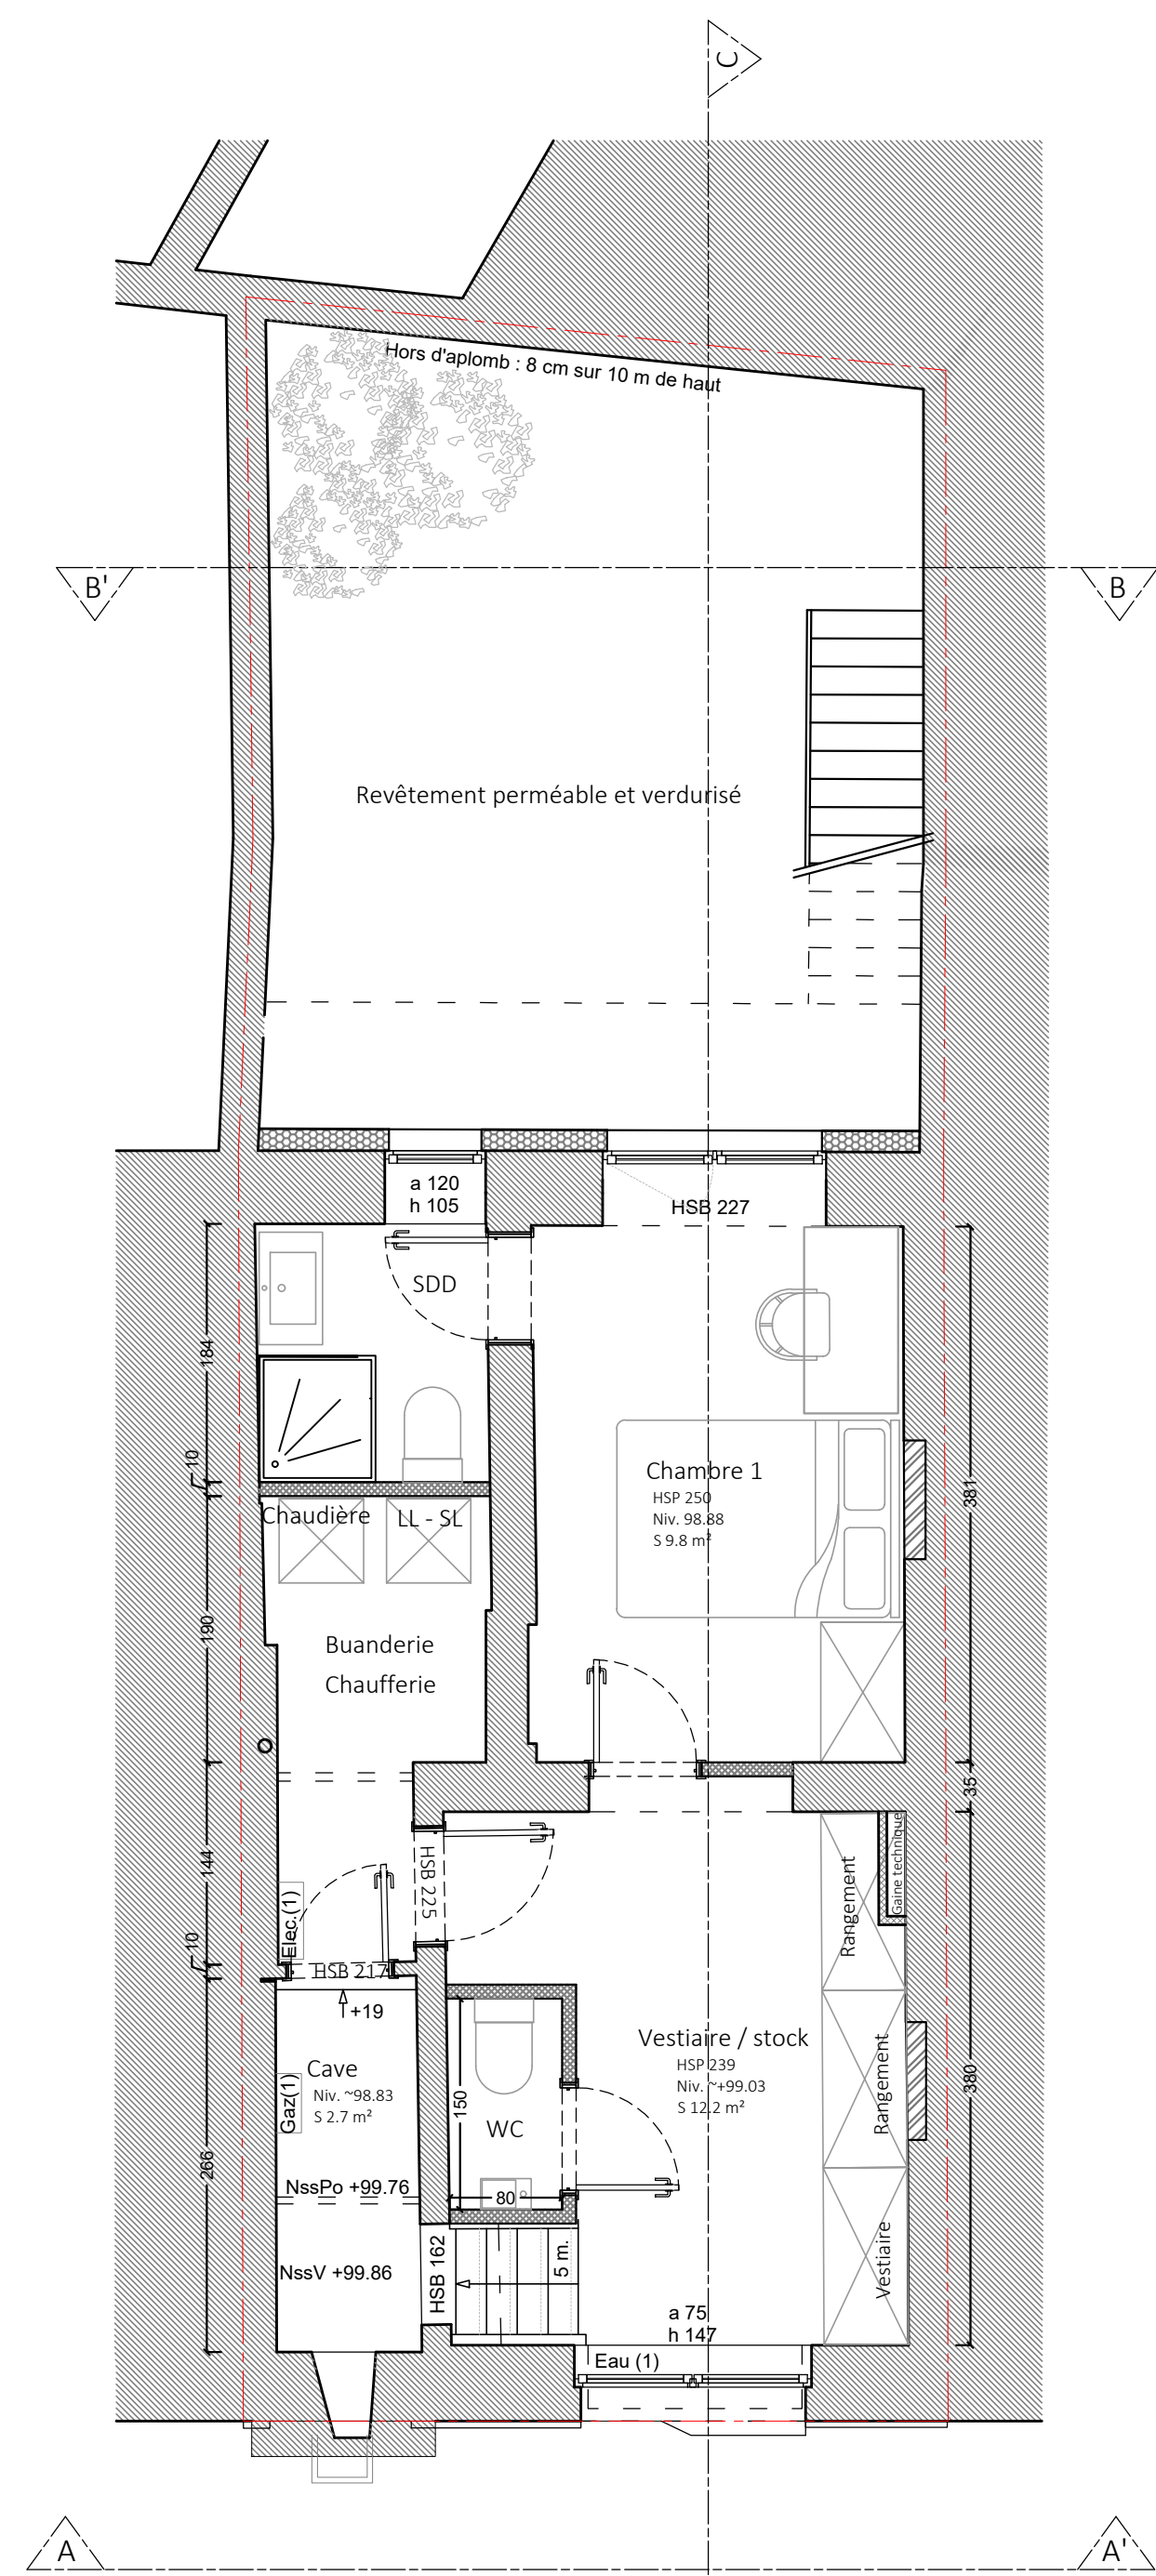 C
Hors d'aplomb : 8 cm sur 10 m de haut
B'
B
Revêtement perméable et verdurisé
a 120
h 105
HSB 227
SDD
184
10
Chambre 1
HSP 250
Niv. 98.88
S 9.8 m²
381
Chaudière
LL - SL
190
Buanderie
Chaufferie
35
144
HSB 225
Rangement
Gaine technique
Elec.(1)
10
HSB 217
+19
Cave
Niv. ~98.83
S 2.7 m²
Gaz(1)
150
WC
80
Vestiaire / stock
HSP 239
Niv. ~+99.03
S 12.2 m²
Rangement
380
266
NssPo +99.76
NssV +99.86
HSB 162
5 m.
Vestiaire
a 75
h 147
Eau (1)
A
A'